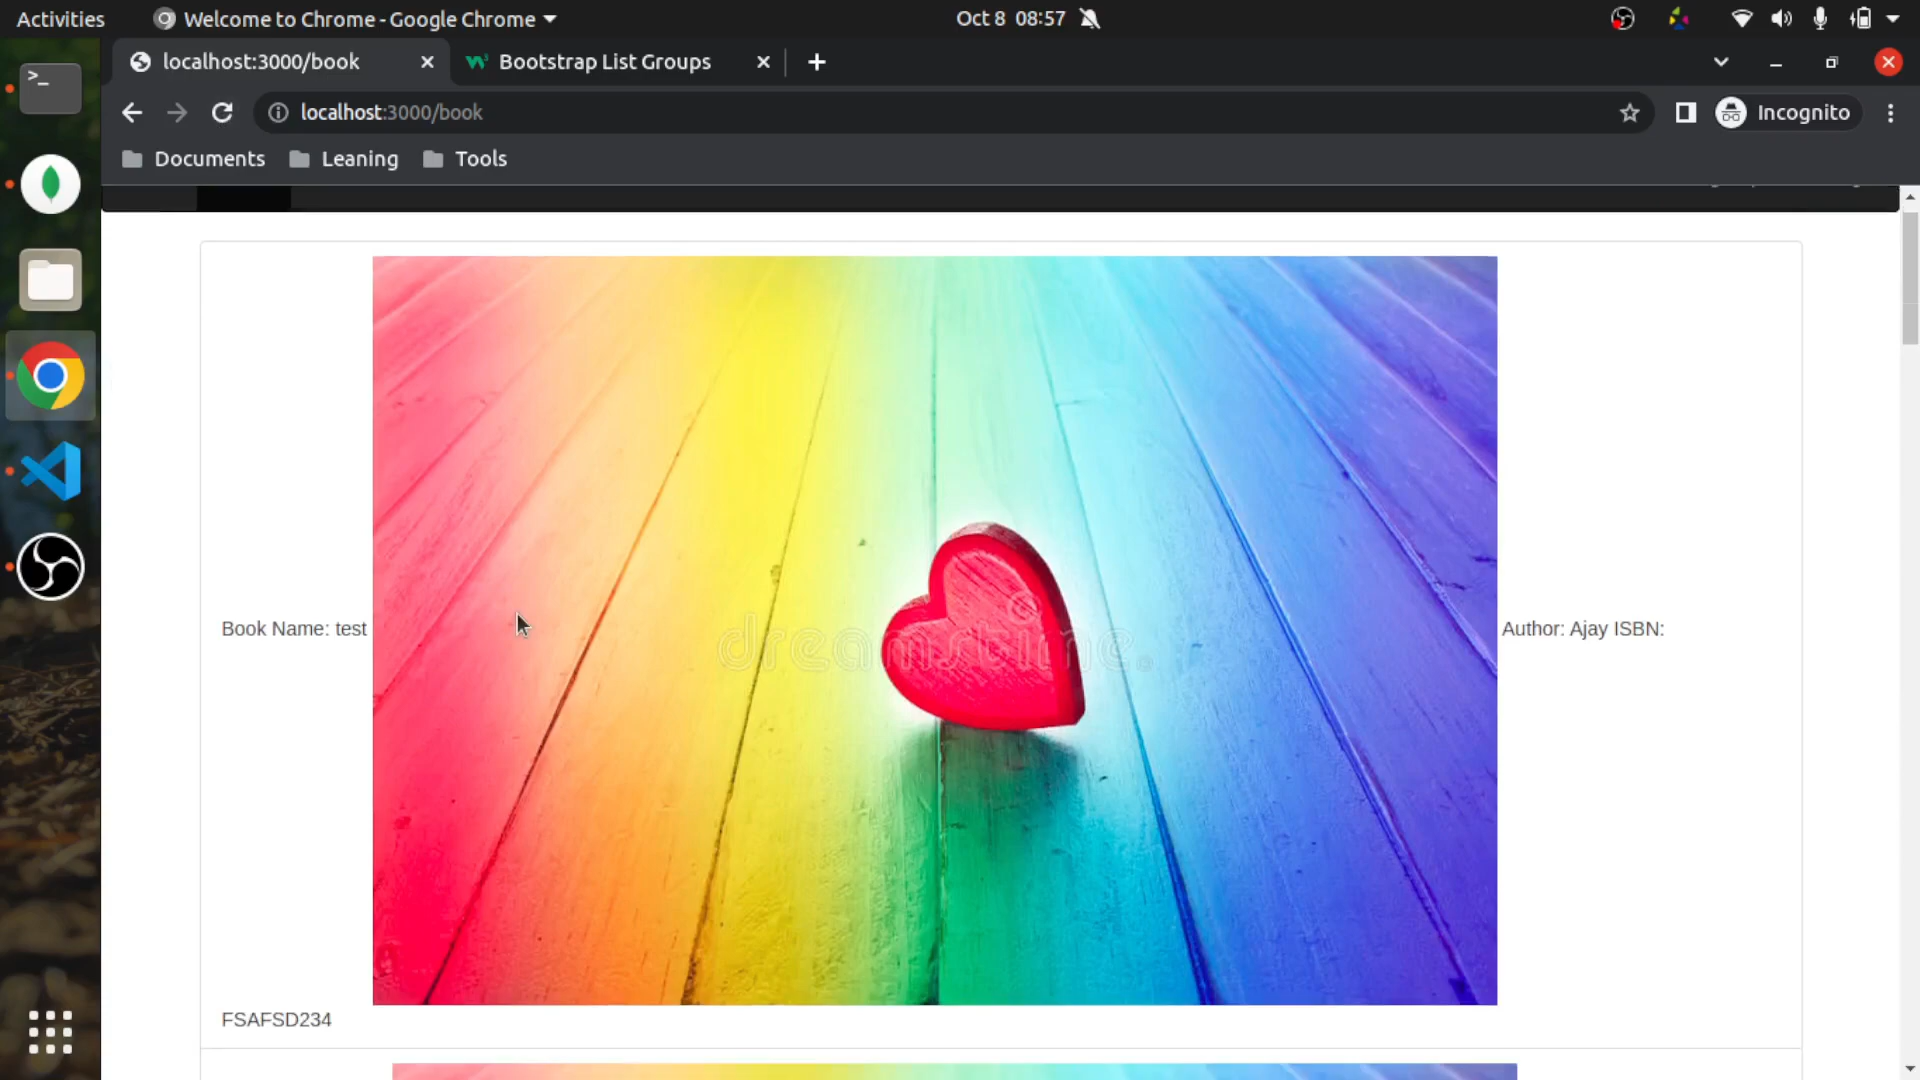 Activities
Welcome to Chrome - Google Chrome
Oct 8 08:57
localhost:3000/book
Bootstrap List Groups
localhost:3000/book
Incognito
Documents
Leaning
Tools
Book Name: test
dreamstime.
Author: Ajay ISBN:
FSAFSD234